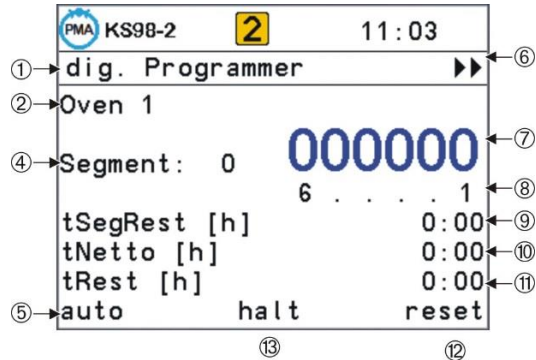 PMA KS98-2 2 11:03 ⑥
① dig. Programmer ▶▶
② Oven 1
④ Segment: 0 000000 ⑦
6 . . . . 1 ⑧
tSegRest [h] 0:00 ⑨
tNetto [h] 0:00 ⑩
tRest [h] 0:00 ⑪
⑤ auto halt reset
⑬ ⑫